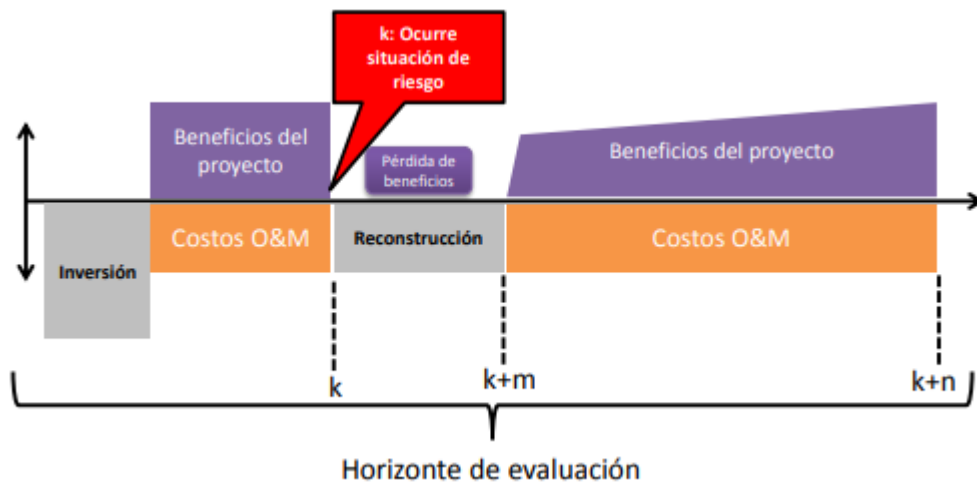 k: Ocurre
situación de
riesgo
Beneficios del
proyecto
Pérdida de
beneficios
Beneficios del proyecto
Inversión
Costos O&M
Reconstrucción
Costos O&M
k
k+m
k+n
Horizonte de evaluación